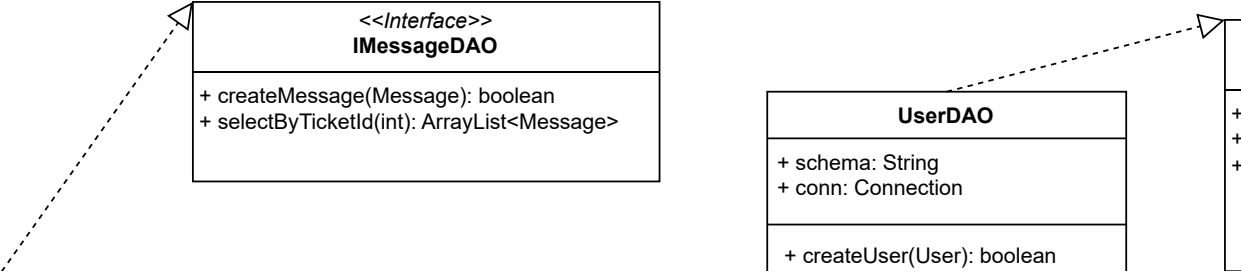 <<Interface>>
IMessageDAO
+ createMessage(Message): boolean
+ selectByTicketId(int): ArrayList<Message>
UserDAO
+ schema: String
+ conn: Connection
+ createUser(User): boolean
+
+
+